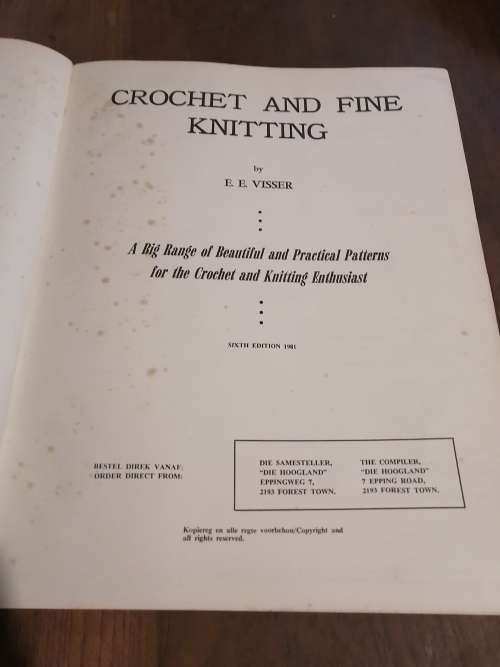 CROCHET AND FINE
KNITTING
by
E. E. VISSER
A Big Range of Beautiful and Practical Patterns
for the Crochet and Knitting Enthusiast
SIXTH EDITION 1981
BESTEL DIREK VANAF:
ORDER DIRECT FROM:
DIE SAMESTELLER,
"DIE HOOGLAND"
EPPINGWEG 7,
2193 FOREST TOWN.
THE COMPILER,
"DIE HOOGLAND"
7 EPPING ROAD,
2193 FOREST TOWN.
Kopiereg en alle regte voorbehou/Copyright and
all rights reserved.